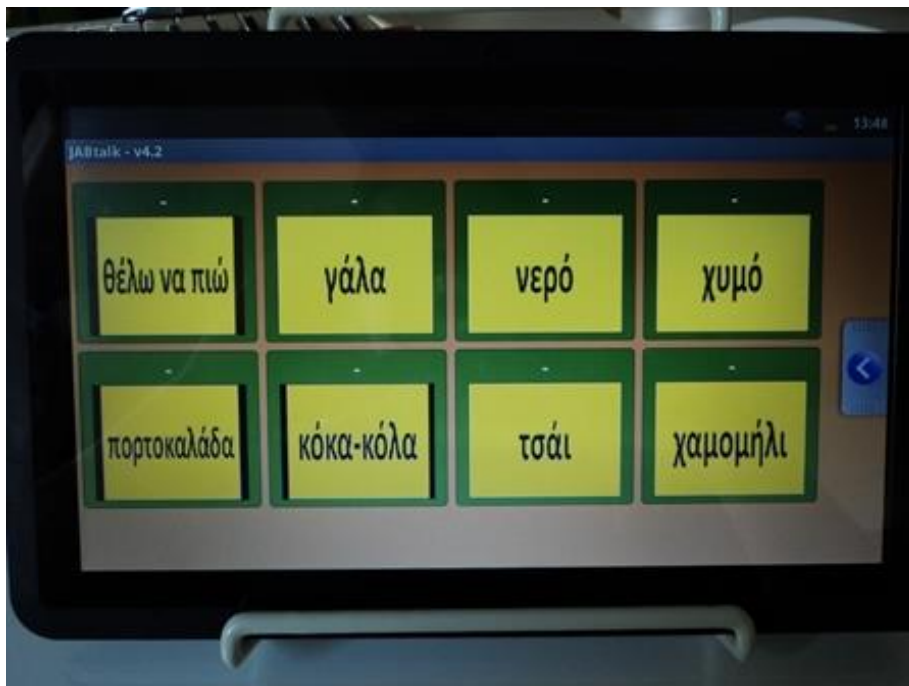 13:48
JABtalk - v4.2
θέλω να πιώ
γάλα
νερό
χυμό
πορτοκαλάδα
κόκα-κόλα
τσάι
χαμομήλι